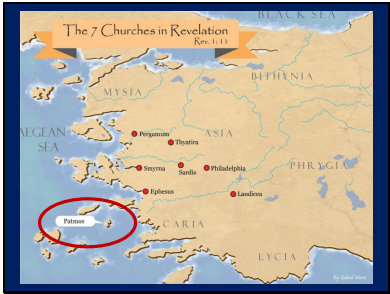 The 7 Churches in Revelation
Rev. 1:11
BLACK SEA
BITHYNIA
MYSIA
AEGEAN
SEA
Pergamum
Thyatira
ASIA
Smyrna
Sardis
Philadelphia
PHRYGIA
Ephesus
Laodicea
Patmos
CARIA
LYCIA